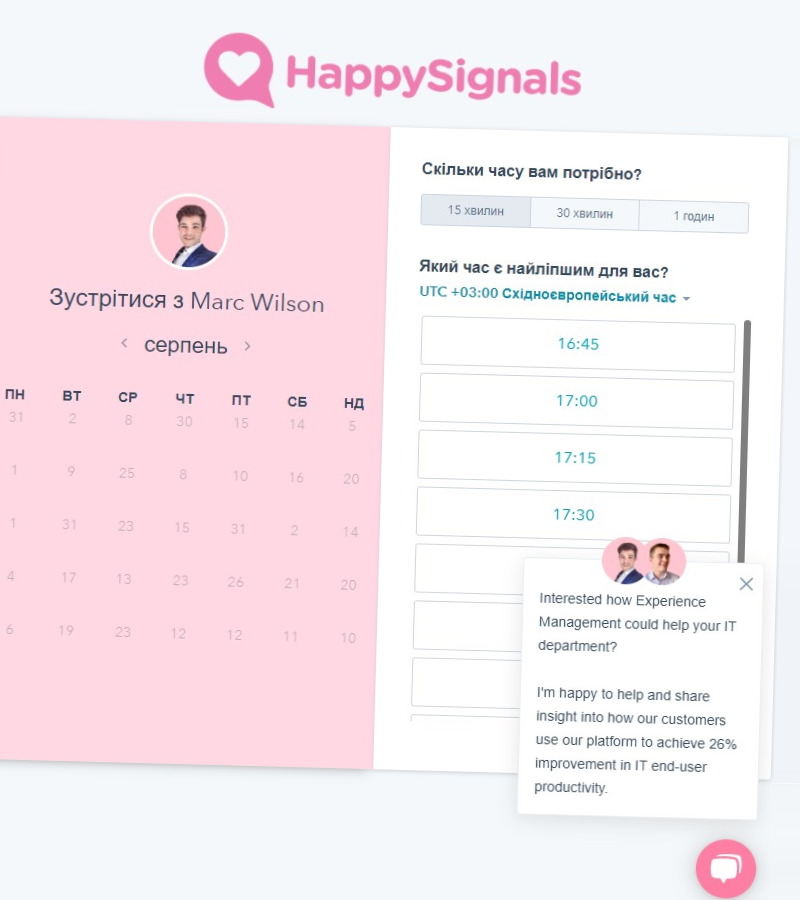 HappySignals
Зустрітися з Marc Wilson
серпень
ПН ВТ СР ЧТ ПТ СБ НД
31 2 8 30 15 14 5
1 9 25 8 10 16 20
1 31 23 15 31 2 14
4 17 13 23 26 21 20
6 19 23 12 12 11 10
Скільки часу вам потрібно?
15 хвилин 30 хвилин 1 годин
Який час є найліпшим для вас?
UTC +03:00 Східноєвропейський час
16:45
17:00
17:15
17:30
Interested how Experience
Management could help your IT
department?
I'm happy to help and share
insight into how our customers
use our platform to achieve 26%
improvement in IT end-user
productivity.